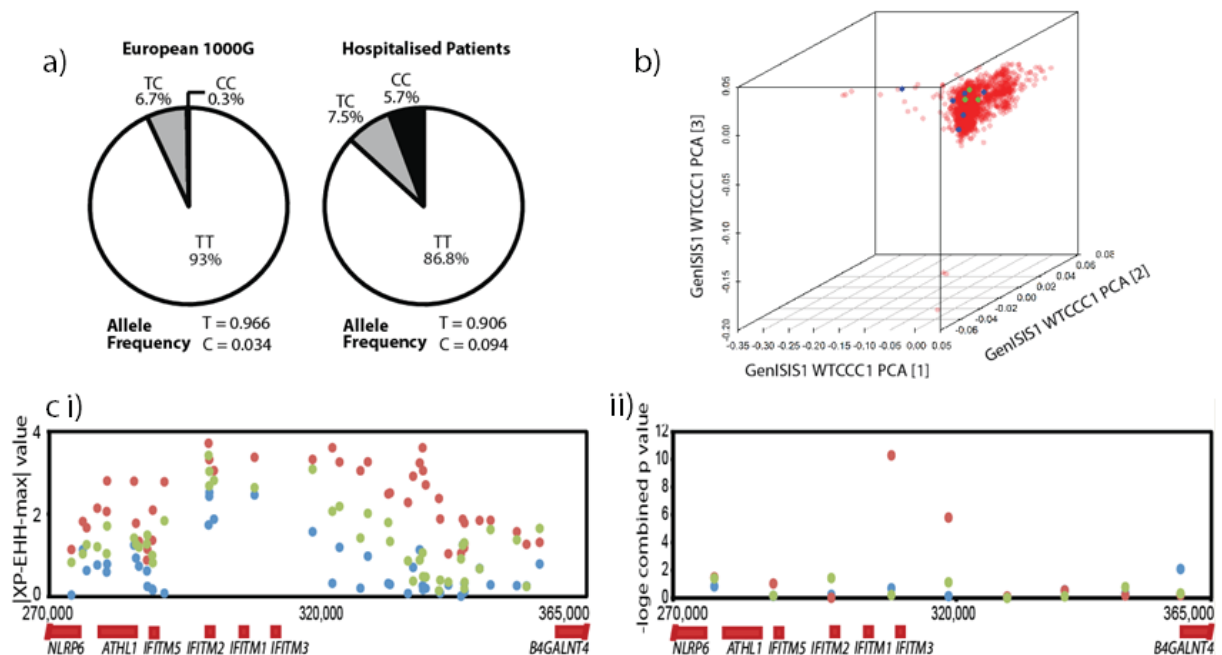 a)
European 1000G
TC
6.7%
CC
0.3%
TT
93%
Allele
Frequency
T = 0.966
C = 0.034
Hospitalised Patients
TC
7.5%
CC
5.7%
TT
86.8%
Allele
Frequency
T = 0.906
C = 0.094
b)
GenISIS1 WTCCC1 PCA [3]
0.05
0.00
-0.05
-0.10
-0.15
-0.20
-0.35 -0.30 -0.25 -0.20 -0.15 -0.10 -0.05 0.00 0.05
GenISIS1 WTCCC1 PCA [1]
-0.06
-0.04
-0.02
0.00
0.02
0.04
0.06
0.08
GenISIS1 WTCCC1 PCA [2]
c i)
|XP-EHH-max| value
4
2
0
270,000 320,000 365,000
NLRP6 ATHL1 IFITM5 IFITM2 IFITM1 IFITM3 B4GALNT4
ii)
-loge combined p value
12
10
8
6
4
2
0
270,000 320,000 365,000
NLRP6 ATHL1 IFITM5 IFITM2 IFITM1 IFITM3 B4GALNT4